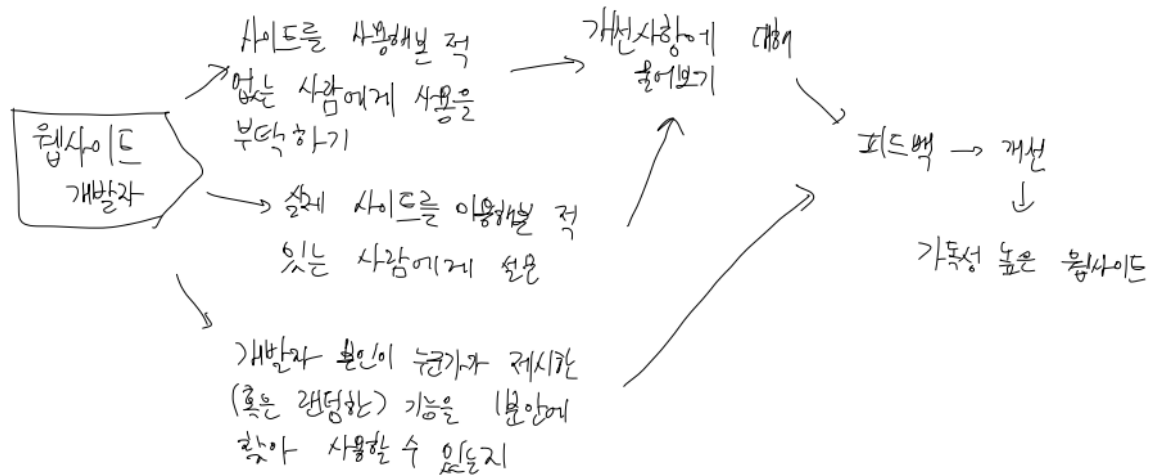 웹사이트
개발자
사이트를 사용해본 적
없는 사람에게 사용을
부탁하기
실제 사이트를 이용해본 적
있는 사람에게 설문
개발자 본인이 누군가가 제시한
(혹은 랜덤한) 기능을 1분안에
찾아 사용할 수 있는지
개선사항에 대해
물어보기
피드백 → 개선
↓
가독성 높은 웹사이트